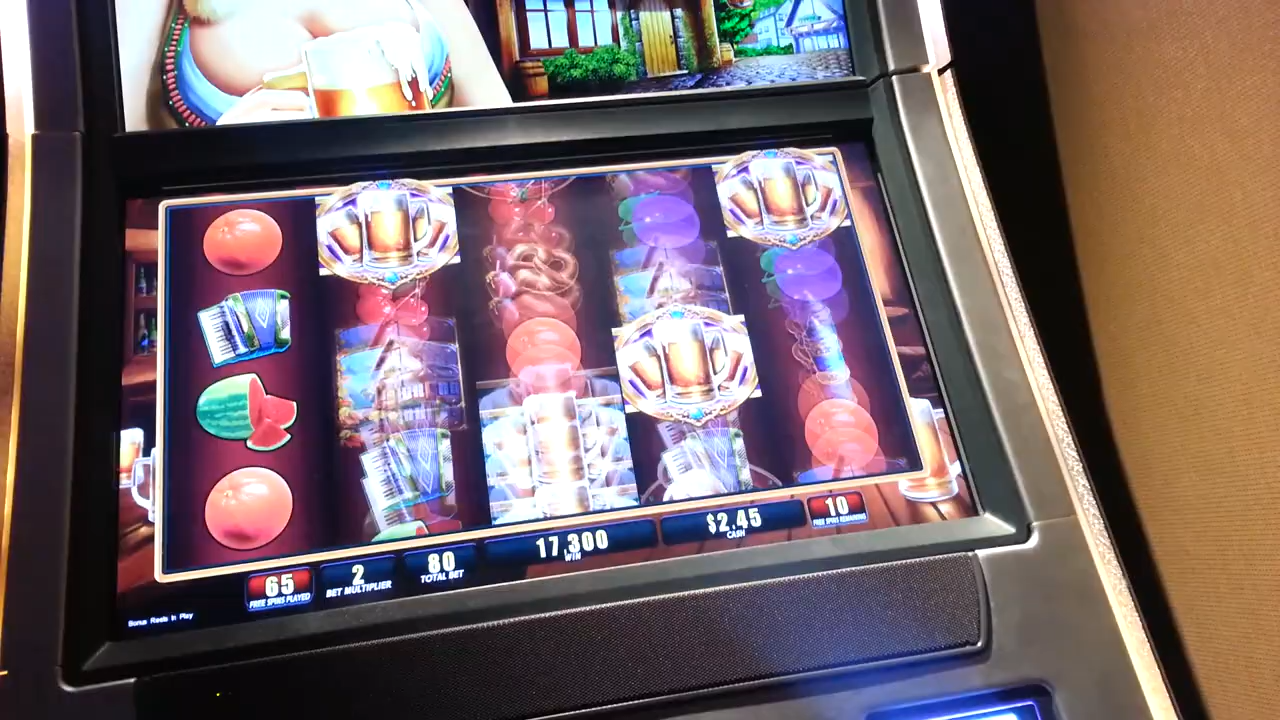 65
FREE SPINS PLAYED
2
BET MULTIPLIER
80
TOTAL BET
17,300
WIN
$2.45
CASH
10
FREE SPINS REMAINING
Bonus Reels In Play